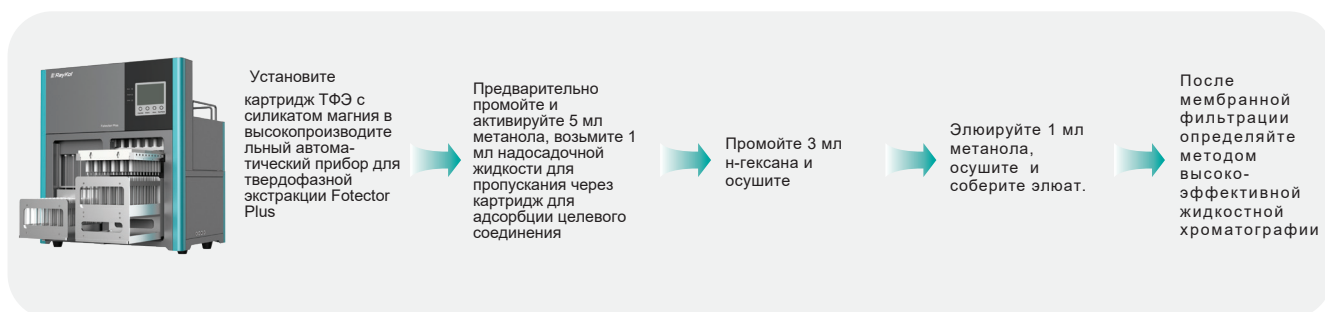 ReyKol
Установите
картридж ТФЭ с
силикатом магния в
высокопроизводите
льный автома-
тический прибор для
твердофазной
экстракции Fotector
Plus
Предварительно
промойте и
активируйте 5 мл
метанола, возьмите 1
мл надосадочной
жидкости для
пропускания через
картридж для
адсорбции целевого
соединения
Промойте 3 мл
н-гексана и
осушите
Элюируйте 1 мл
метанола,
осушите и
соберите элюат.
После
мембранной
фильтрации
определяйте
методом
высоко-
эффективной
жидкостной
хроматографии